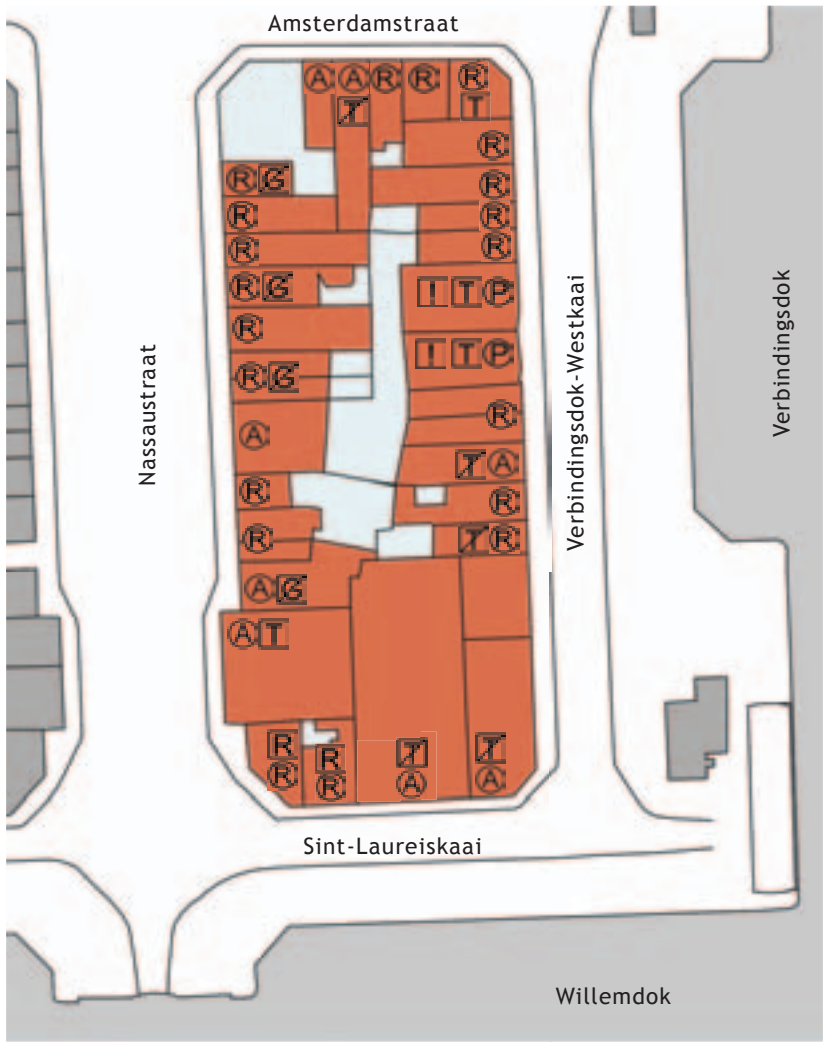 Amsterdamstraat
A A R R R
T T
R
R G R
R R
R R
R G ! T P
R
R G ! T P
A R
T A
R R
R T R
A G
A T
R R T T
R R A A
Nassaustraat
Verbindingsdok-Westkaai
Verbindingsdok
Sint-Laureiskaai
Willemdok